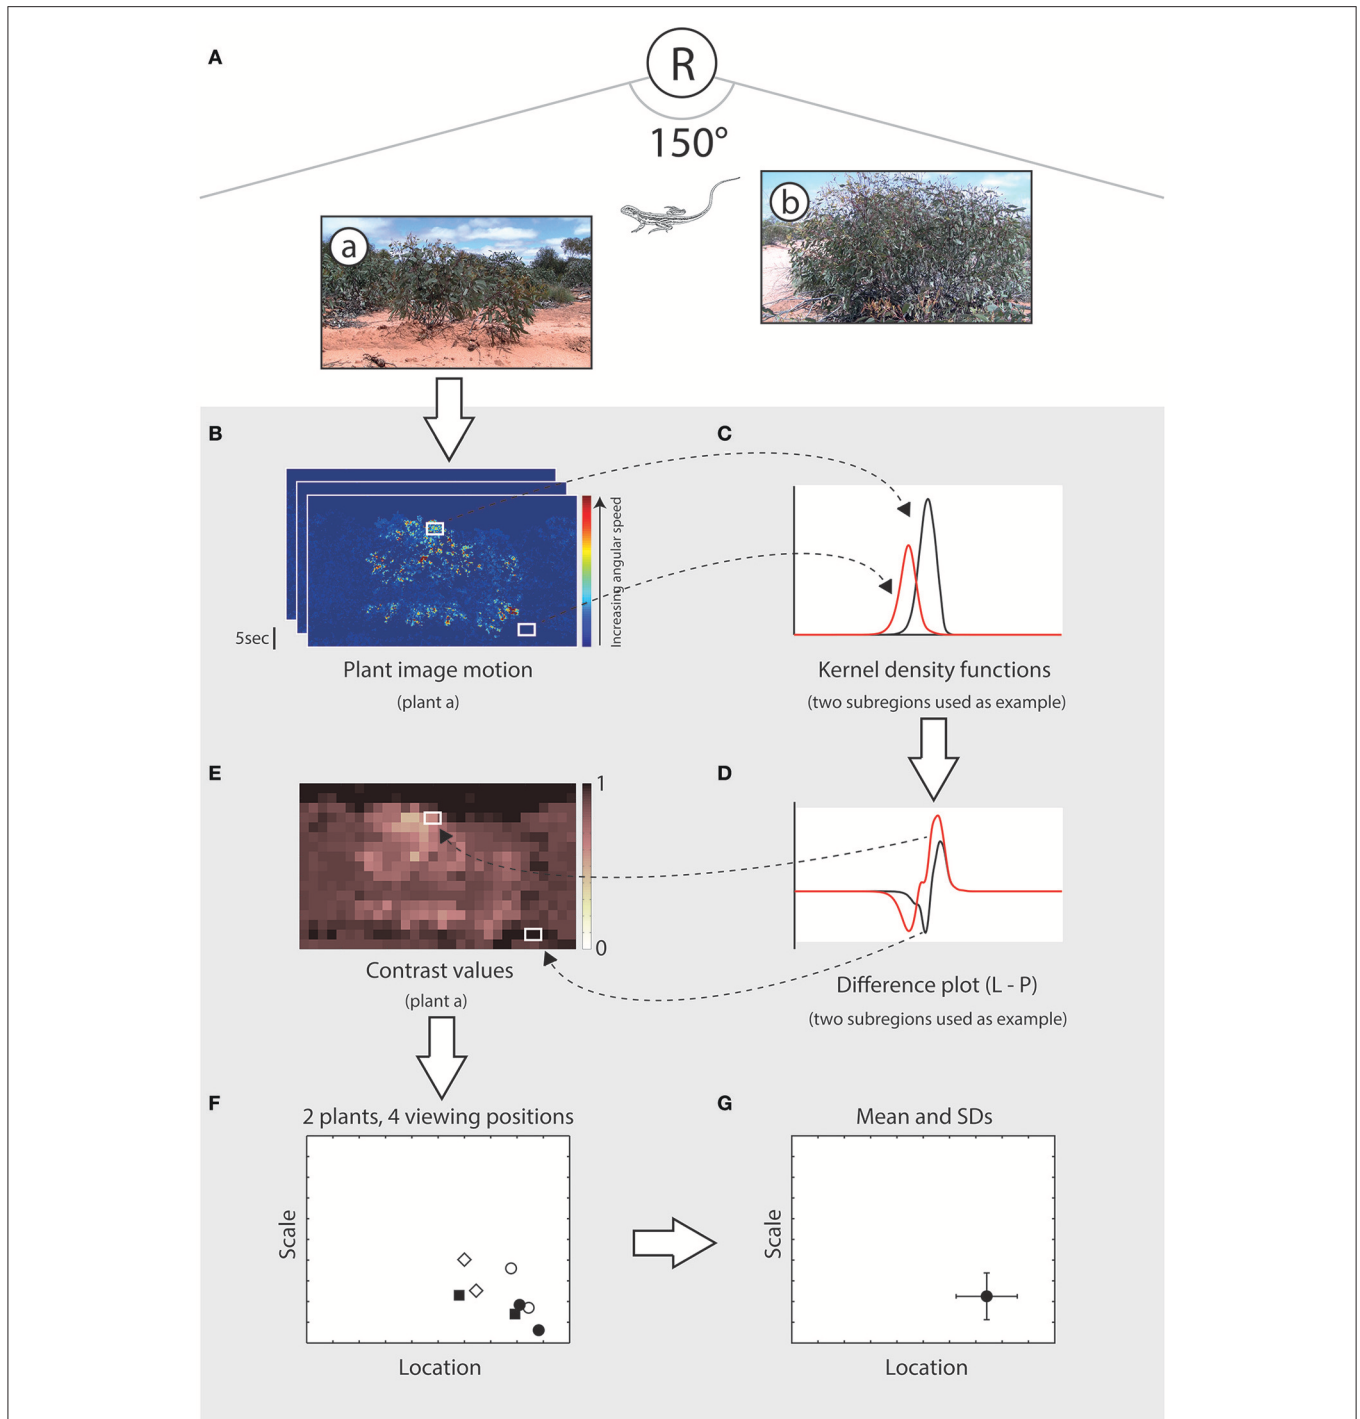 A
R
150°
a
b
B
C
Increasing angular speed
5sec
Plant image motion
(plant a)
Kernel density functions
(two subregions used as example)
E
D
1
0
Contrast values
(plant a)
Difference plot (L - P)
(two subregions used as example)
F
G
2 plants, 4 viewing positions
Mean and SDs
Scale
Scale
Location
Location